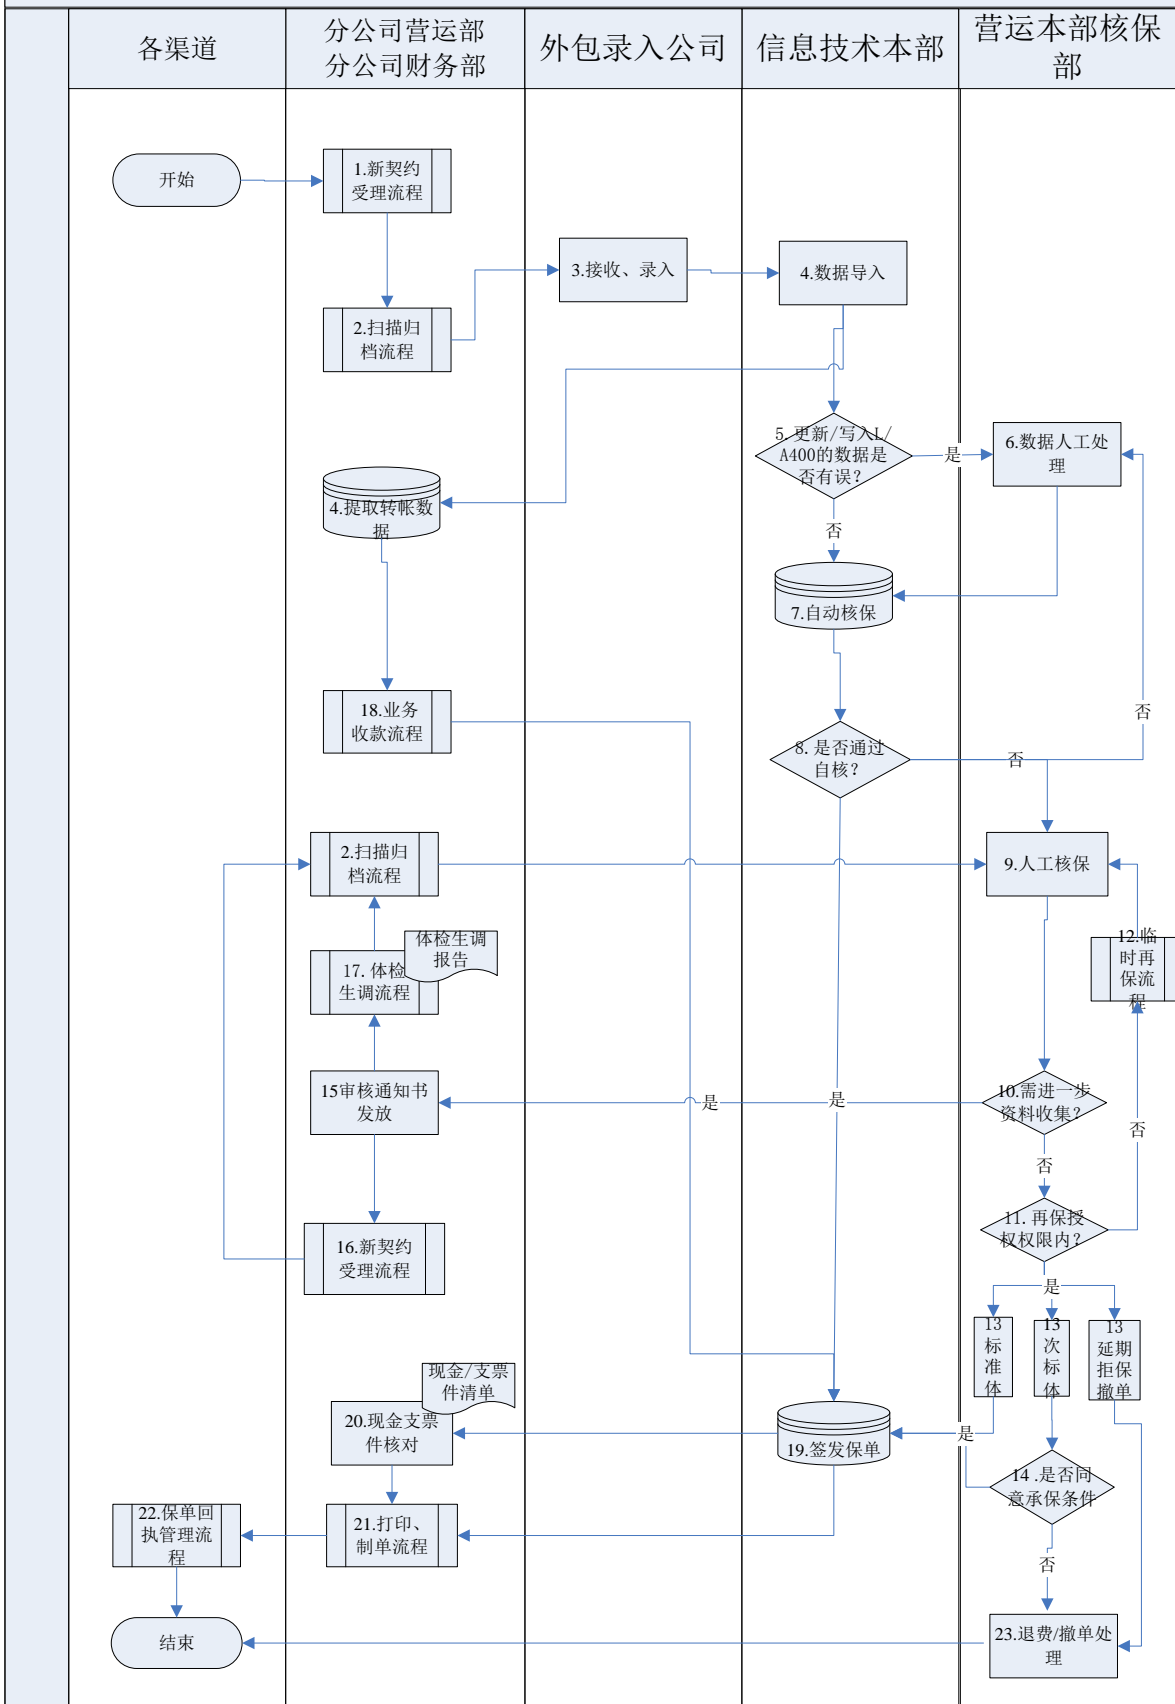 各渠道
分公司营运部
分公司财务部
外包录入公司
信息技术本部
营运本部核保
部
开始
1.新契约
受理流程
3.接收、录入
4.数据导入
2.扫描归
档流程
5. 更新/写入L/
A400的数据是
否有误?
是
6.数据人工处
理
4.提取转帐数
据
否
7.自动核保
18.业务
收款流程
8. 是否通过
自核?
否
否
2.扫描归
档流程
9.人工核保
体检生调
报告
17. 体检
生调流程
12.临
时再
保流
程
15审核通知书
发放
是
是
10.需进一步
资料收集?
否
否
16.新契约
受理流程
11. 再保授
权权限内?
是
13
标
准
体
13
次
标
体
13
延期
拒保
撤单
现金/支票
件清单
20.现金支票
件核对
19.签发保单
是
14 .是否同
意承保条件
22.保单回
执管理流
程
21.打印、
制单流程
否
结束
23.退费/撤单处
理